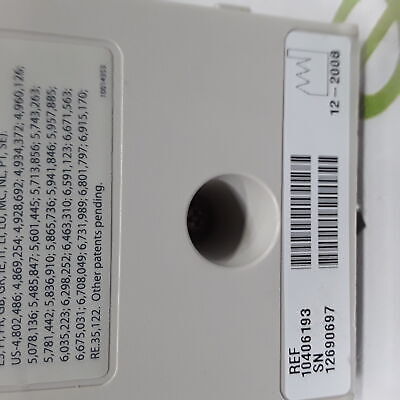 ES, FI, FR, GB, GR, IE, IT, LI, LU, MC, NL, PT, SE).
US-4,802,486; 4,869,254; 4,928,692; 4,934,372; 4,960,126;
5,078,136; 5,485,847; 5,601,445; 5,713,856; 5,743,263;
5,781,442; 5,836,910; 5,865,736; 5,941,846; 5,957,885;
6,035,223; 6,298,252; 6,463,310; 6,591,123; 6,671,563;
6,675,031; 6,708,049; 6,731,989; 6,801,797; 6,915,170;
RE.35,122. Other patents pending.
10014353
12-2008
REF
10406193
SN
12690697